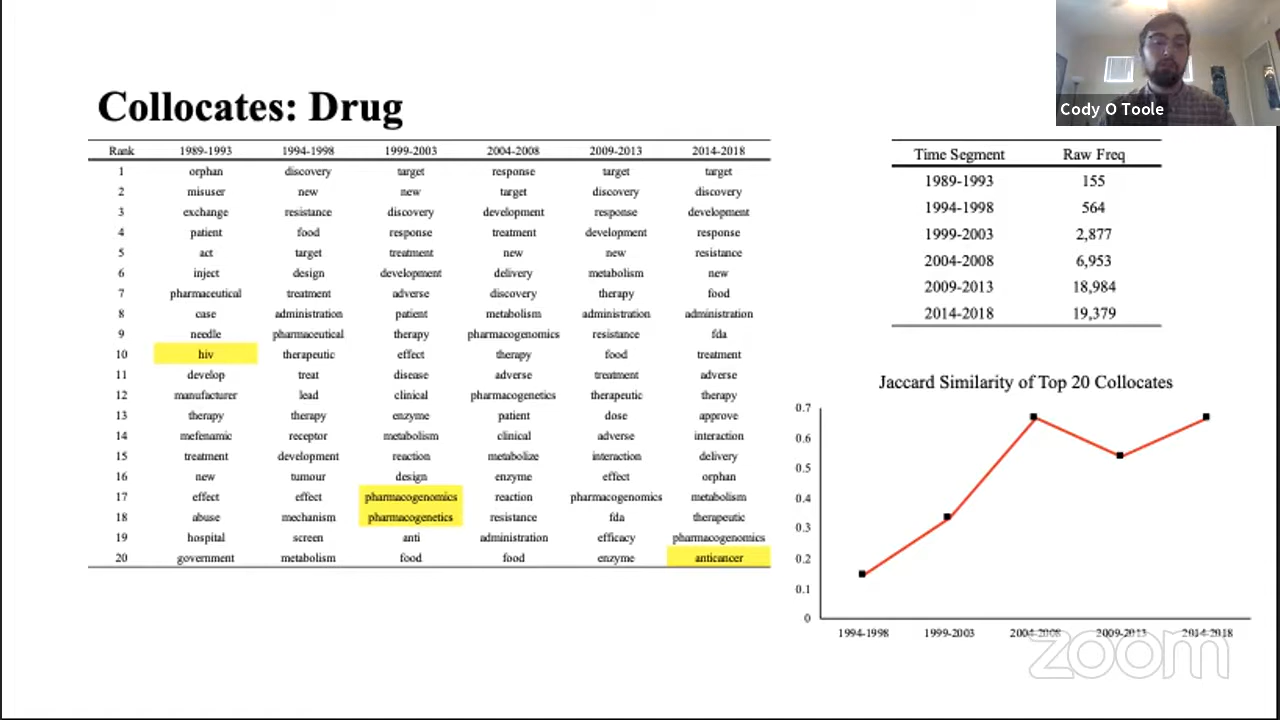 Cody O Toole
Collocates: Drug
Rank 1989-1993 1994-1998 1999-2003 2004-2008 2009-2013 2014-2018
1 orphan discovery target response target target
2 misuser new new target discovery discovery
3 exchange resistance discovery development response development
4 patient food response treatment development response
5 act target treatment new new resistance
6 inject design development delivery metabolism new
7 pharmaceutical treatment adverse discovery therapy food
8 case administration patient metabolism administration administration
9 needle pharmaceutical therapy pharmacogenomics resistance fda
10 hiv therapeutic effect therapy food treatment
11 develop treat disease adverse treatment adverse
12 manufacturer lead clinical pharmacogenetics therapeutic therapy
13 therapy therapy enzyme patient dose approve
14 mefenamic receptor metabolism clinical adverse interaction
15 treatment development reaction metabolize interaction delivery
16 new tumour design enzyme effect orphan
17 effect effect pharmacogenomics reaction pharmacogenomics metabolism
18 abuse mechanism pharmacogenetics resistance fda therapeutic
19 hospital screen anti administration efficacy pharmacogenomics
20 government metabolism food food enzyme anticancer
Time Segment Raw Freq
1989-1993 155
1994-1998 564
1999-2003 2,877
2004-2008 6,953
2009-2013 18,984
2014-2018 19,379
Jaccard Similarity of Top 20 Collocates
0.7
0.6
0.5
0.4
0.3
0.2
0.1
0
1994-1998 1999-2003 2004-2008 2009-2013 2014-2018
zoom